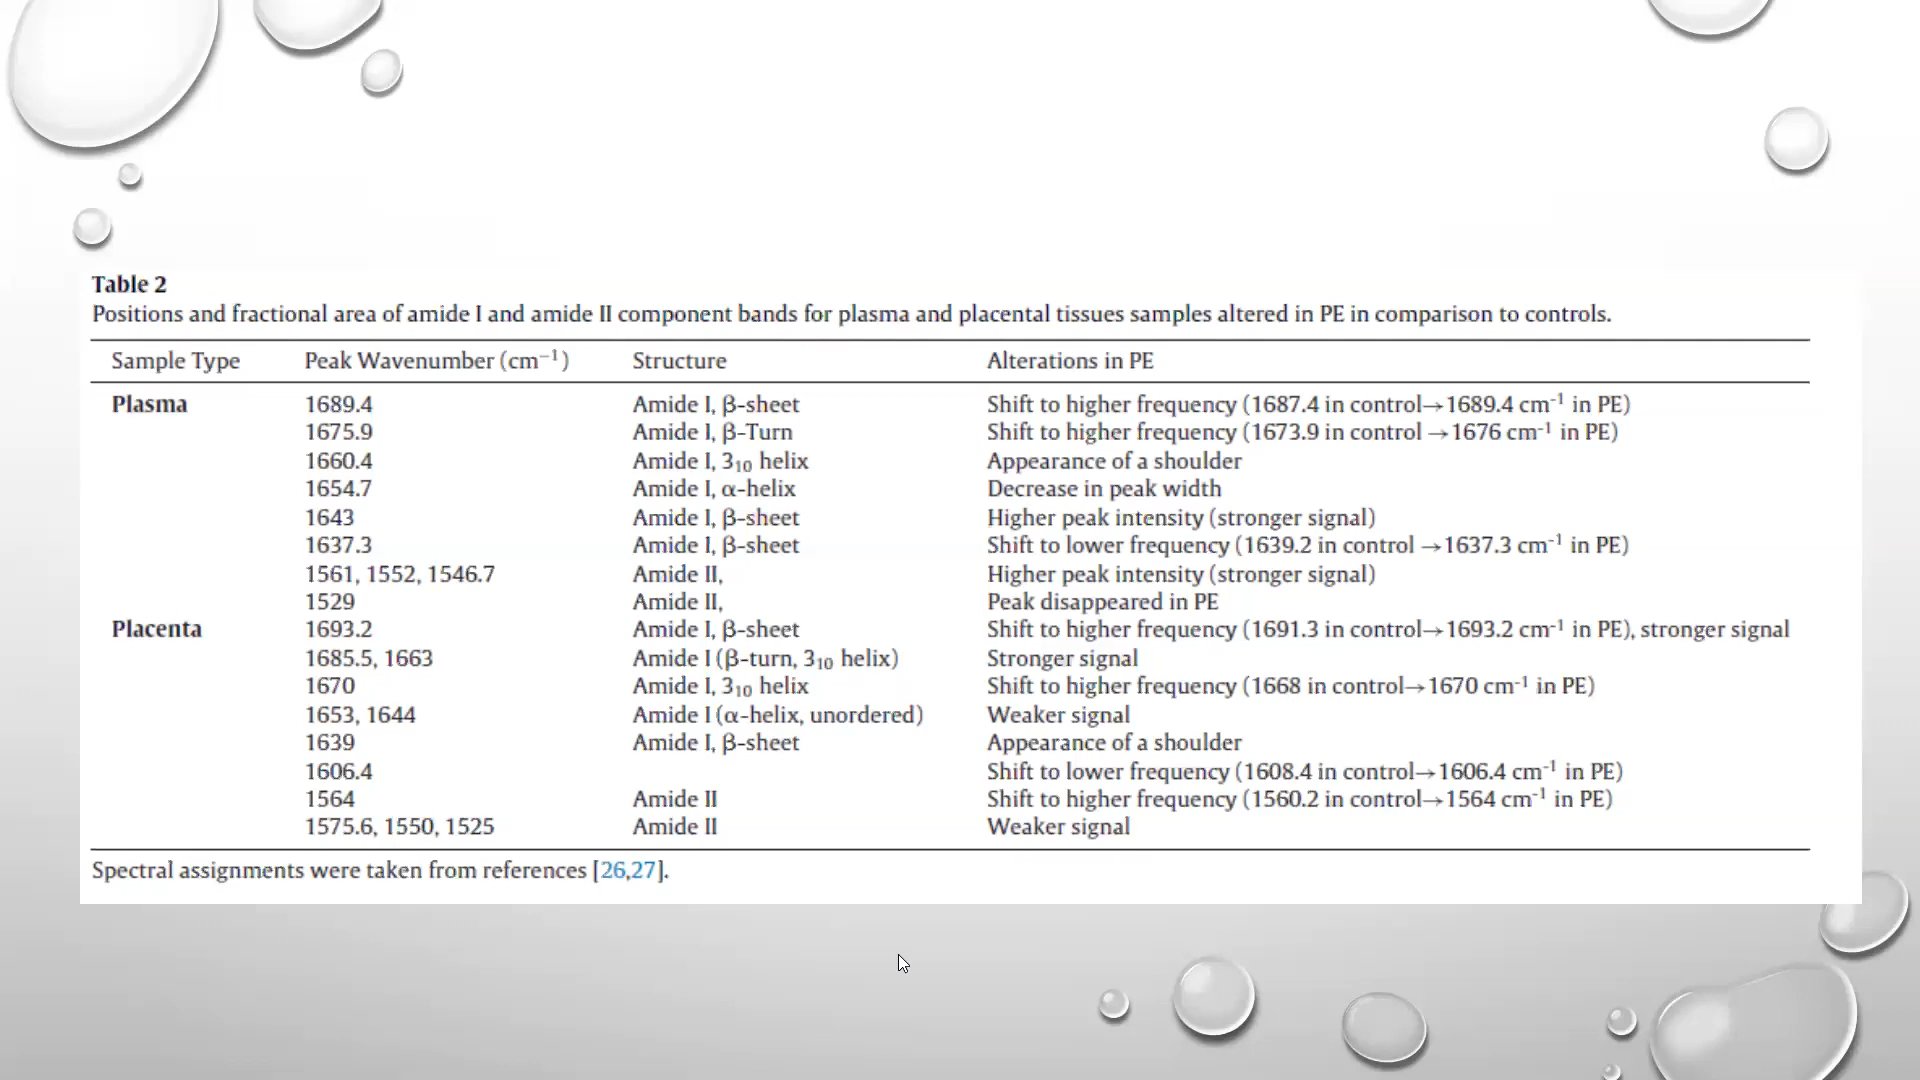 Table 2
Positions and fractional area of amide I and amide II component bands for plasma and placental tissues samples altered in PE in comparison to controls.
Sample Type Peak Wavenumber (cm⁻¹) Structure Alterations in PE
Plasma 1689.4 Amide I, β-sheet Shift to higher frequency (1687.4 in control→1689.4 cm⁻¹ in PE)
1675.9 Amide I, β-Turn Shift to higher frequency (1673.9 in control →1676 cm⁻¹ in PE)
1660.4 Amide I, 3₁₀ helix Appearance of a shoulder
1654.7 Amide I, α-helix Decrease in peak width
1643 Amide I, β-sheet Higher peak intensity (stronger signal)
1637.3 Amide I, β-sheet Shift to lower frequency (1639.2 in control →1637.3 cm⁻¹ in PE)
1561, 1552, 1546.7 Amide II, Higher peak intensity (stronger signal)
1529 Amide II, Peak disappeared in PE
Placenta 1693.2 Amide I, β-sheet Shift to higher frequency (1691.3 in control→1693.2 cm⁻¹ in PE), stronger signal
1685.5, 1663 Amide I (β-turn, 3₁₀ helix) Stronger signal
1670 Amide I, 3₁₀ helix Shift to higher frequency (1668 in control→1670 cm⁻¹ in PE)
1653, 1644 Amide I (α-helix, unordered) Weaker signal
1639 Amide I, β-sheet Appearance of a shoulder
1606.4 Shift to lower frequency (1608.4 in control→1606.4 cm⁻¹ in PE)
1564 Amide II Shift to higher frequency (1560.2 in control→1564 cm⁻¹ in PE)
1575.6, 1550, 1525 Amide II Weaker signal
Spectral assignments were taken from references [26,27].